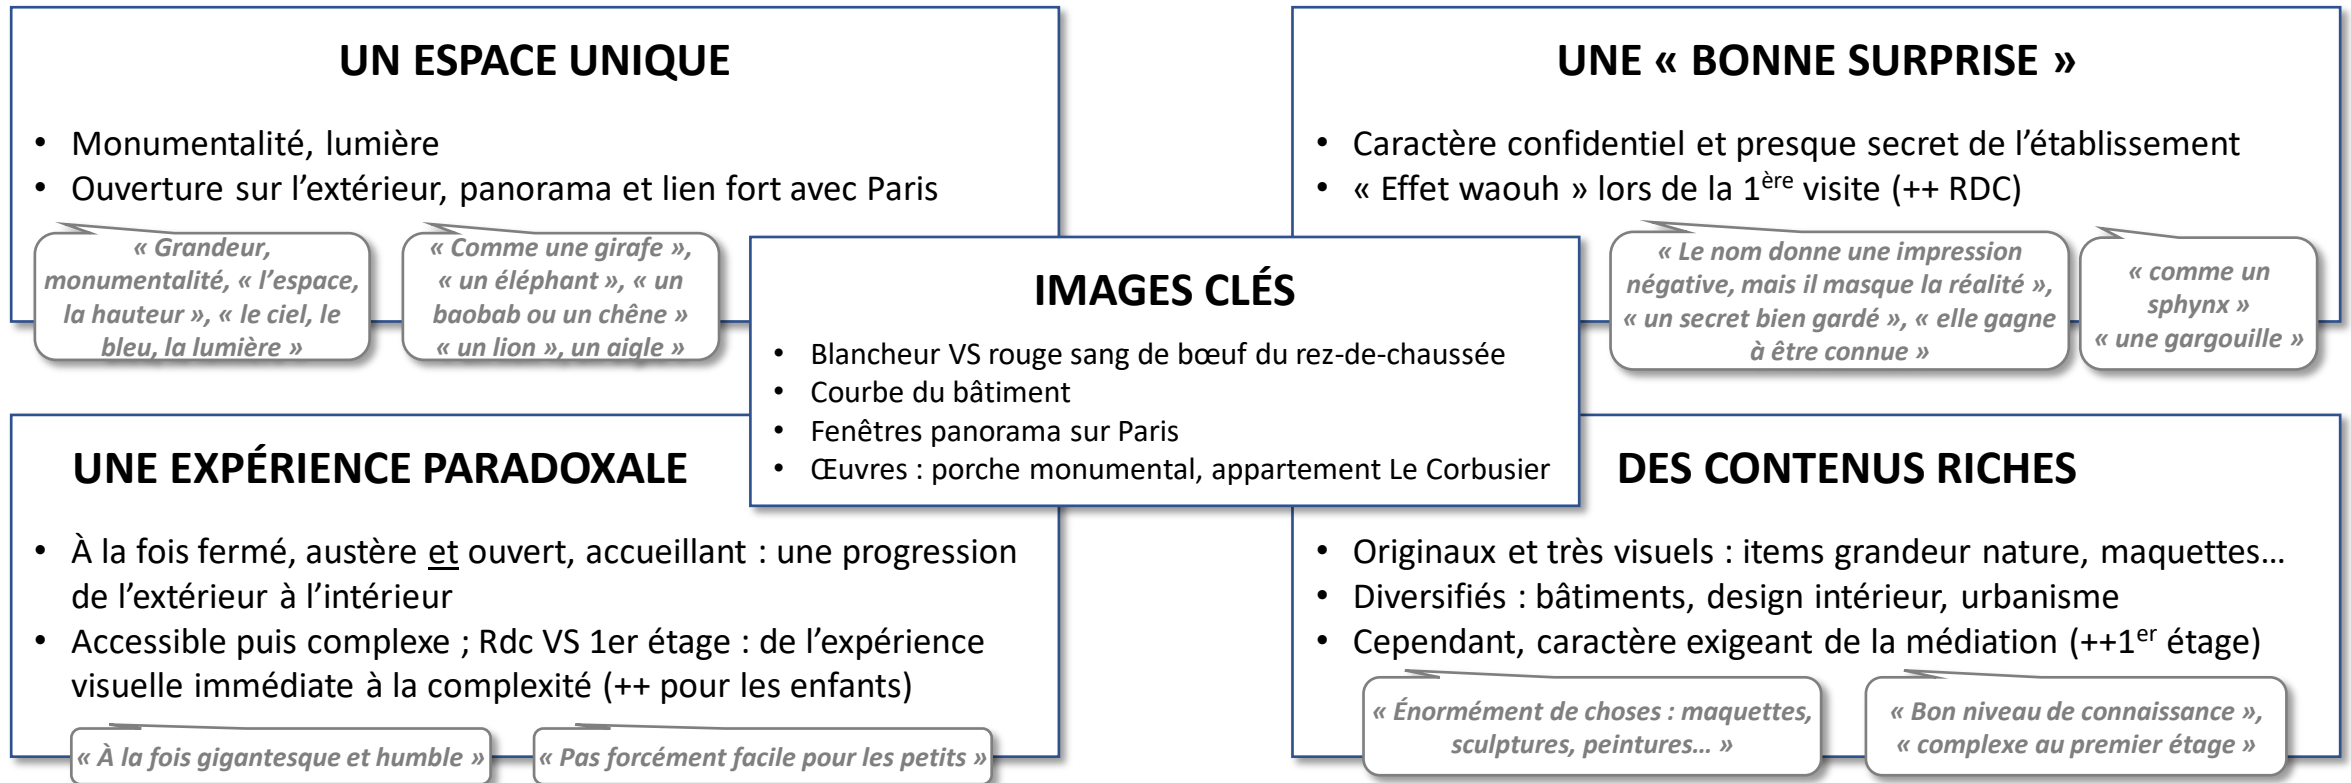 UN ESPACE UNIQUE
• Monumentalité, lumière
• Ouverture sur l’extérieur, panorama et lien fort avec Paris
« Grandeur,
monumentalité, « l’espace,
la hauteur », « le ciel, le
bleu, la lumière »
« Comme une girafe »,
« un éléphant », « un
baobab ou un chêne »
« un lion », un aigle »
UNE « BONNE SURPRISE »
• Caractère confidentiel et presque secret de l’établissement
• « Effet waouh » lors de la 1ère visite (++ RDC)
« Le nom donne une impression
négative, mais il masque la réalité »,
« un secret bien gardé », « elle gagne
à être connue »
« comme un
sphynx »
« une gargouille »
IMAGES CLÉS
• Blancheur VS rouge sang de bœuf du rez-de-chaussée
• Courbe du bâtiment
• Fenêtres panorama sur Paris
• Œuvres : porche monumental, appartement Le Corbusier
UNE EXPÉRIENCE PARADOXALE
• À la fois fermé, austère et ouvert, accueillant : une progression
de l’extérieur à l’intérieur
• Accessible puis complexe ; Rdc VS 1er étage : de l’expérience
visuelle immédiate à la complexité (++ pour les enfants)
« À la fois gigantesque et humble »
« Pas forcément facile pour les petits »
DES CONTENUS RICHES
• Originaux et très visuels : items grandeur nature, maquettes…
• Diversifiés : bâtiments, design intérieur, urbanisme
• Cependant, caractère exigeant de la médiation (++1er étage)
« Énormément de choses : maquettes,
sculptures, peintures… »
« Bon niveau de connaissance »,
« complexe au premier étage »